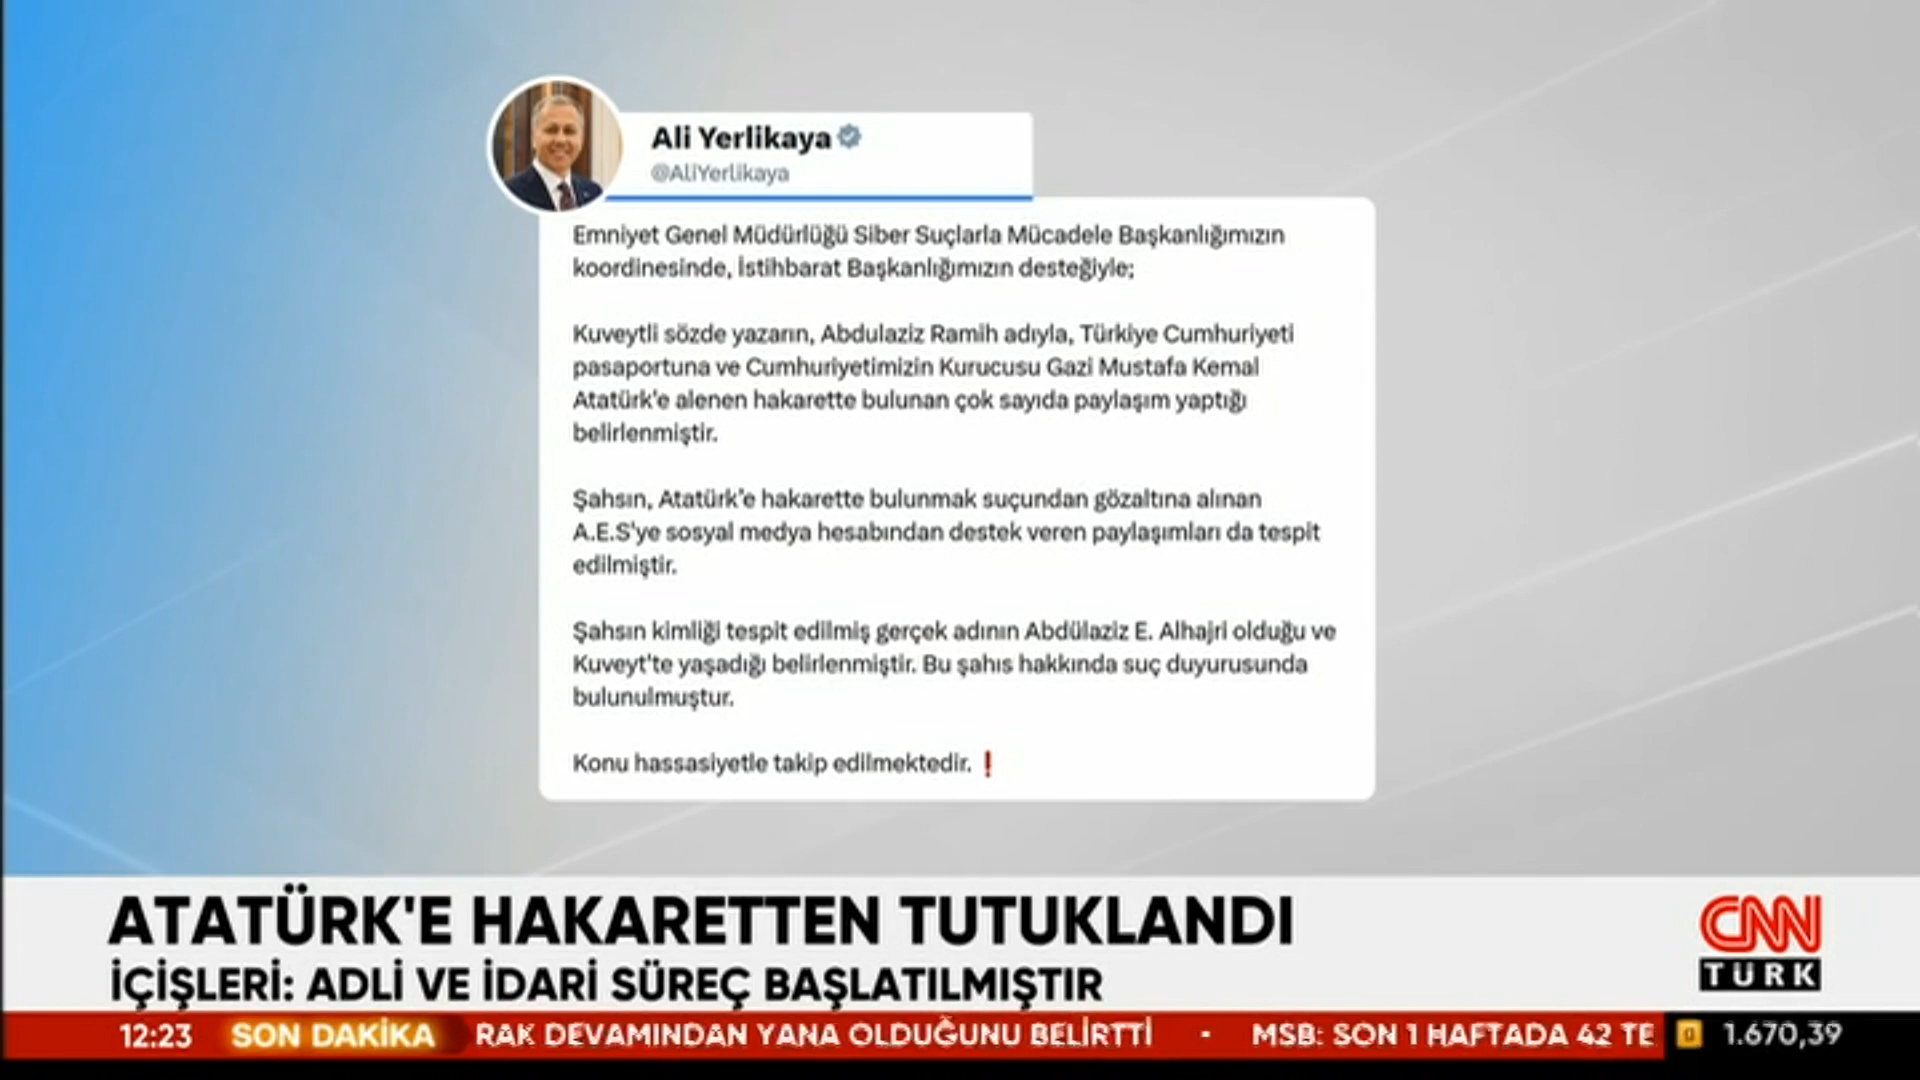 Ali Yerlikaya
@AliYerlikaya
Emniyet Genel Müdürlüğü Siber Suçlarla Mücadele Başkanlığımızın
koordinesinde, İstihbarat Başkanlığımızın desteğiyle;
Kuveytli sözde yazarın, Abdulaziz Ramih adıyla, Türkiye Cumhuriyeti
pasaportuna ve Cumhuriyetimizin Kurucusu Gazi Mustafa Kemal
Atatürk'e alenen hakarette bulunan çok sayıda paylaşım yaptığı
belirlenmiştir.
Şahsın, Atatürk'e hakarette bulunmak suçundan gözaltına alınan
A.E.S'ye sosyal medya hesabından destek veren paylaşımları da tespit
edilmiştir.
Şahsın kimliği tespit edilmiş gerçek adının Abdülaziz E. Alhajri olduğu ve
Kuveyt'te yaşadığı belirlenmiştir. Bu şahıs hakkında suç duyurusunda
bulunulmuştur.
Konu hassasiyetle takip edilmektedir.❗
ATATÜRK'E HAKARETTEN TUTUKLANDI
İÇİŞLERİ: ADLİ VE İDARİ SÜREÇ BAŞLATILMIŞTIR
CNN
TÜRK
12:23 SON DAKİKA RAK DEVAMINDAN YANA OLDUĞUNU BELİRTTİ - MSB: SON 1 HAFTADA 42 TE 1.670,39